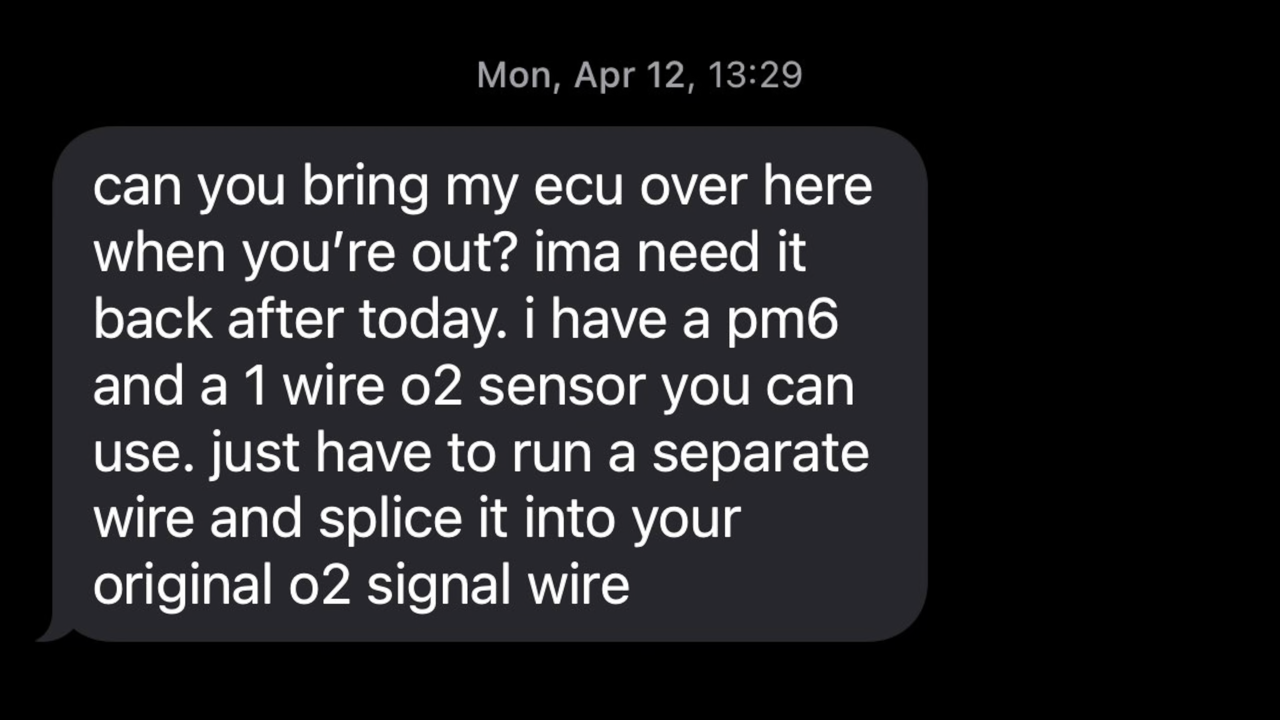 Mon, Apr 12, 13:29
can you bring my ecu over here
when you’re out? ima need it
back after today. i have a pm6
and a 1 wire o2 sensor you can
use. just have to run a separate
wire and splice it into your
original o2 signal wire